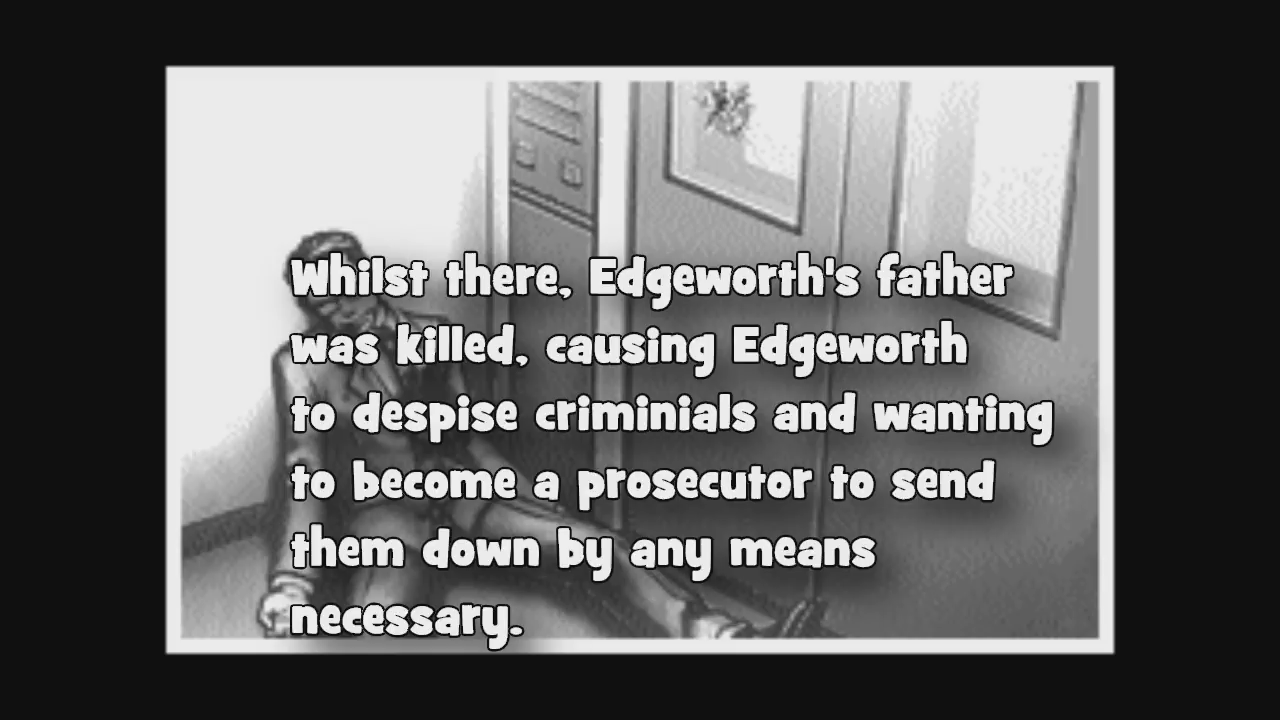 Whilst there, Edgeworth's father
was killed, causing Edgeworth
to despise criminials and wanting
to become a prosecutor to send
them down by any means
necessary.